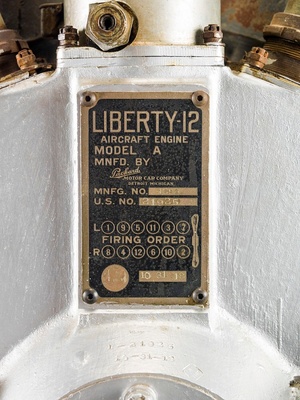 LIBERTY-12
AIRCRAFT ENGINE
MODEL A
MNFD. BY
Packard
MOTOR CAR COMPANY
DETROIT MICHIGAN
MNFG. NO.
U.S. NO.
L 1 9 5 11 3 7
FIRING ORDER
R 8 4 12 6 10 2